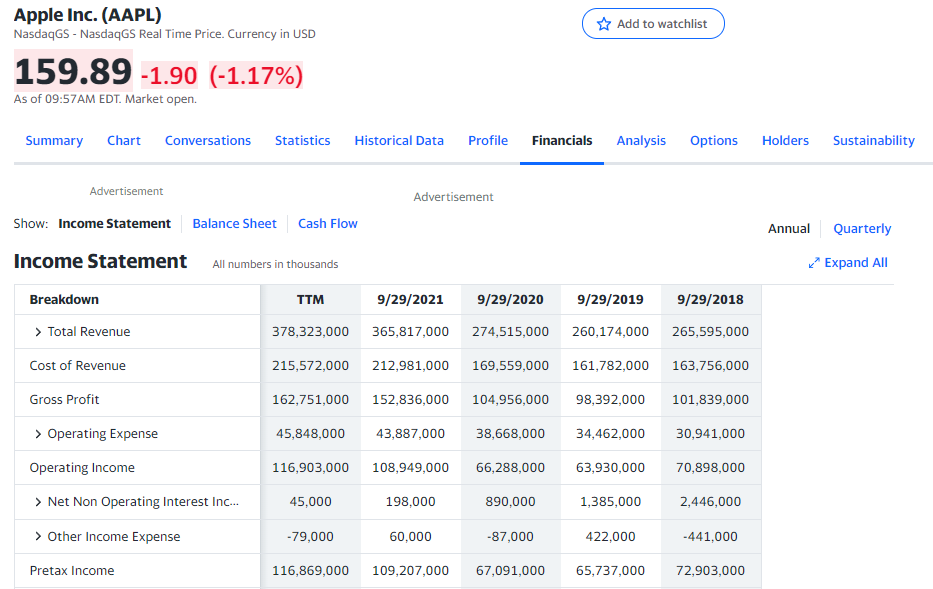 Apple Inc. (AAPL)
NasdaqGS - NasdaqGS Real Time Price. Currency in USD
Add to watchlist
159.89 -1.90 (-1.17%)
As of 09:57AM EDT. Market open.
Summary Chart Conversations Statistics Historical Data Profile Financials Analysis Options Holders Sustainability
Advertisement
Advertisement
Show: Income Statement Balance Sheet Cash Flow
Annual Quarterly
Income Statement All numbers in thousands
Expand All
Breakdown TTM 9/29/2021 9/29/2020 9/29/2019 9/29/2018
Total Revenue 378,323,000 365,817,000 274,515,000 260,174,000 265,595,000
Cost of Revenue 215,572,000 212,981,000 169,559,000 161,782,000 163,756,000
Gross Profit 162,751,000 152,836,000 104,956,000 98,392,000 101,839,000
Operating Expense 45,848,000 43,887,000 38,668,000 34,462,000 30,941,000
Operating Income 116,903,000 108,949,000 66,288,000 63,930,000 70,898,000
Net Non Operating Interest Inc... 45,000 198,000 890,000 1,385,000 2,446,000
Other Income Expense -79,000 60,000 -87,000 422,000 -441,000
Pretax Income 116,869,000 109,207,000 67,091,000 65,737,000 72,903,000